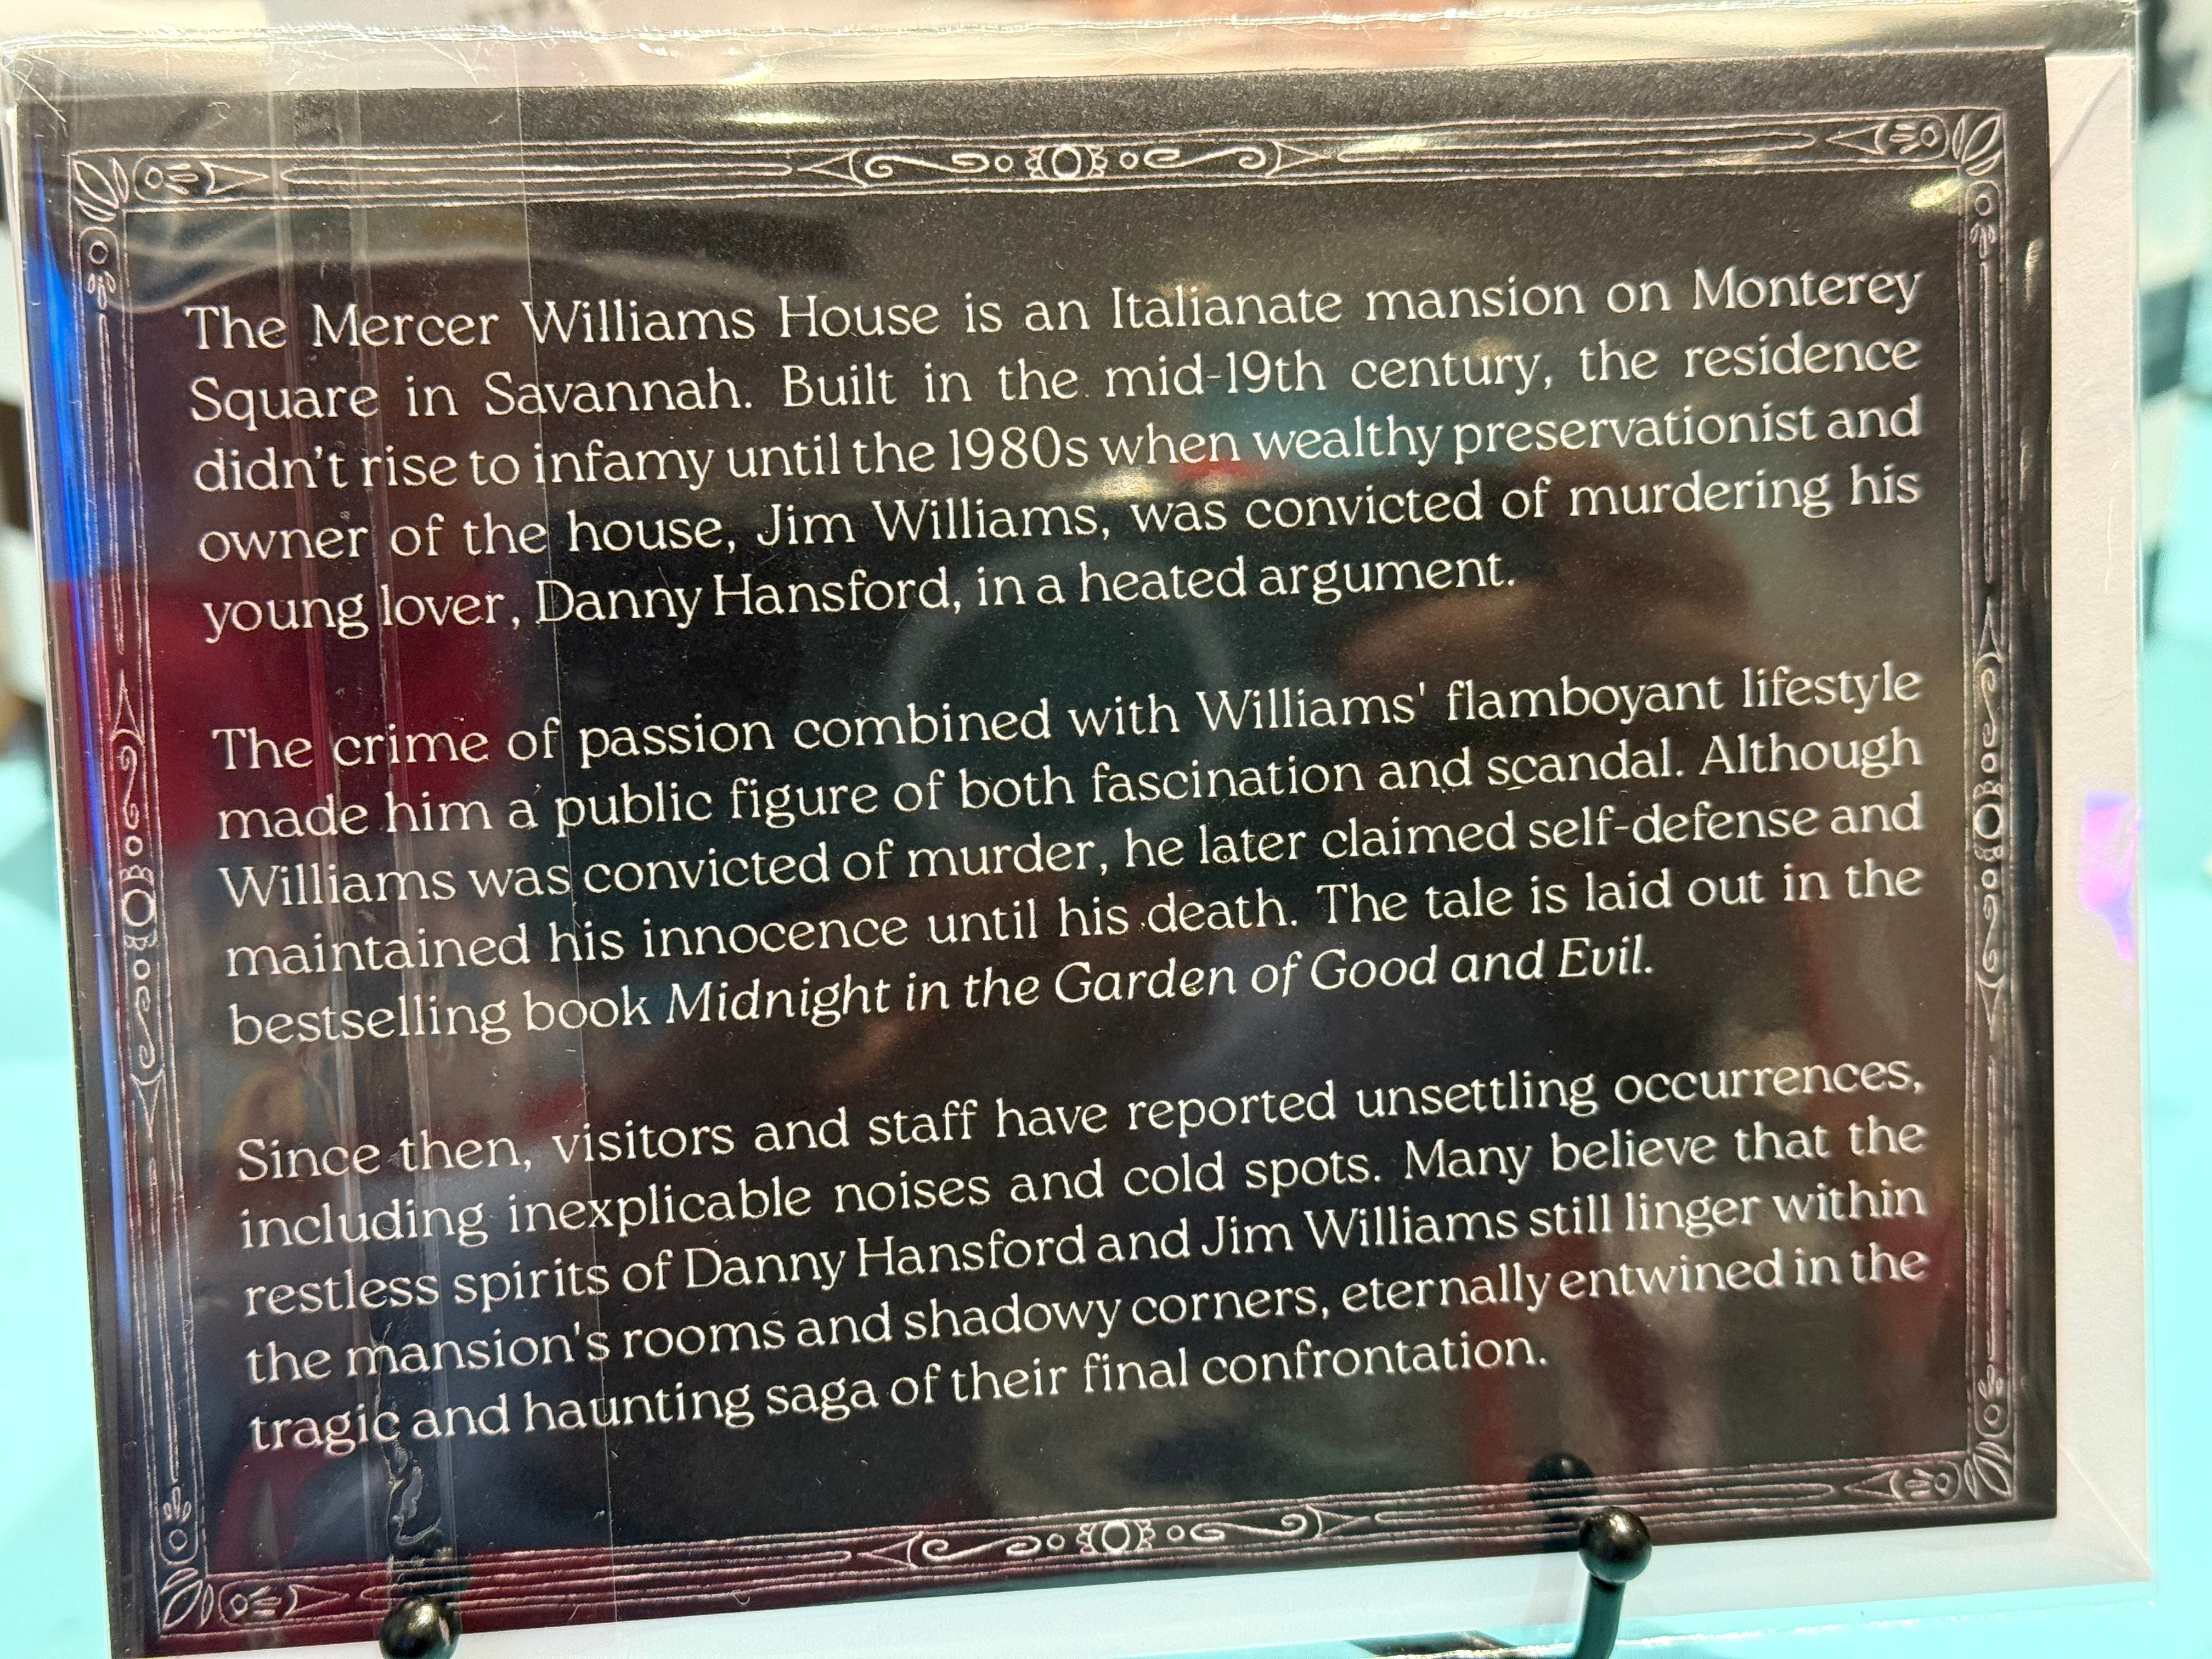 The Mercer Williams House is an Italianate mansion on Monterey
Square in Savannah. Built in the mid-19th century, the residence
didn't rise to infamy until the 1980s when wealthy preservationist and
owner of the house, Jim Williams, was convicted of murdering his
young lover, Danny Hansford, in a heated argument.
The crime of passion combined with Williams' flamboyant lifestyle
made him a public figure of both fascination and scandal. Although
Williams was convicted of murder, he later claimed self-defense and
maintained his innocence until his death. The tale is laid out in the
bestselling book Midnight in the Garden of Good and Evil.
Since then, visitors and staff have reported unsettling occurrences,
including inexplicable noises and cold spots. Many believe that the
restless spirits of Danny Hansford and Jim Williams still linger within
the mansion's rooms and shadowy corners, eternally entwined in the
tragic and haunting saga of their final confrontation.